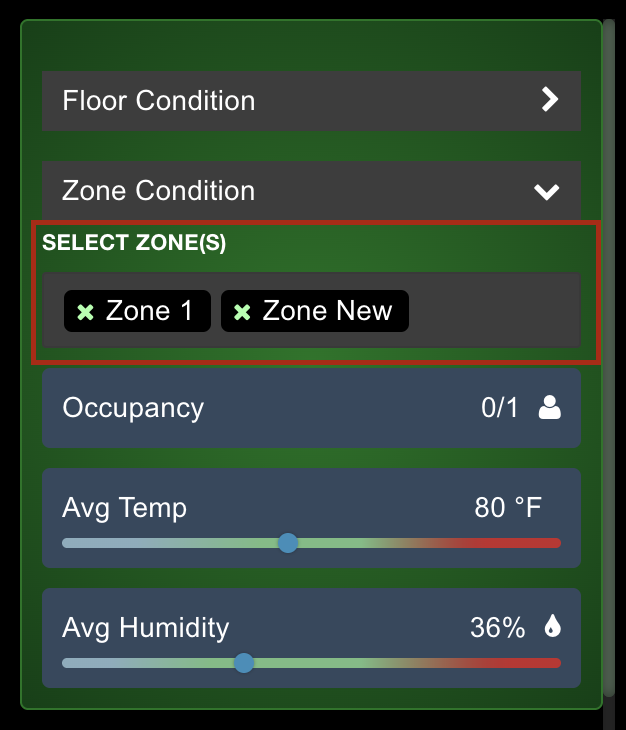 Floor Condition
Zone Condition
SELECT ZONE(S)
Zone 1 Zone New
Occupancy 0/1
Avg Temp 80 °F
Avg Humidity 36%